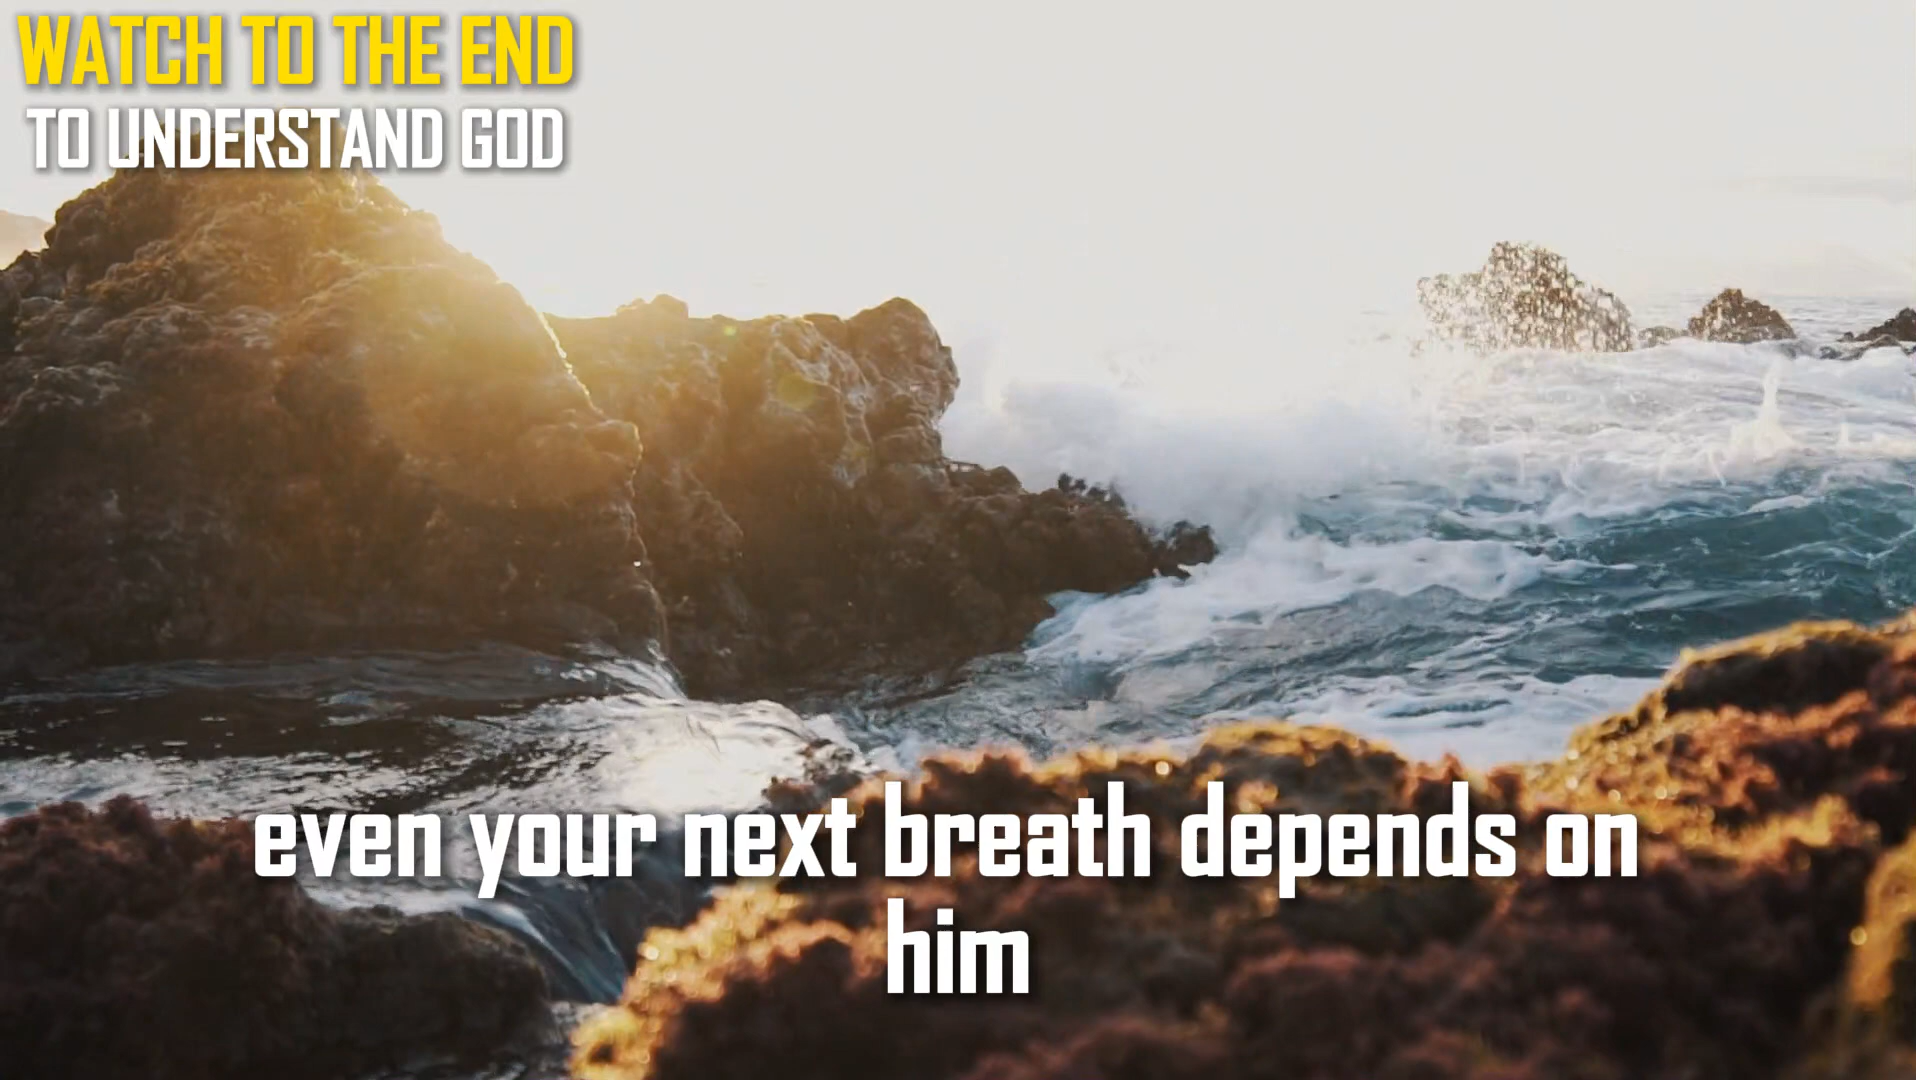 WATCH TO THE END
TO UNDERSTAND GOD
even your next breath depends on
him